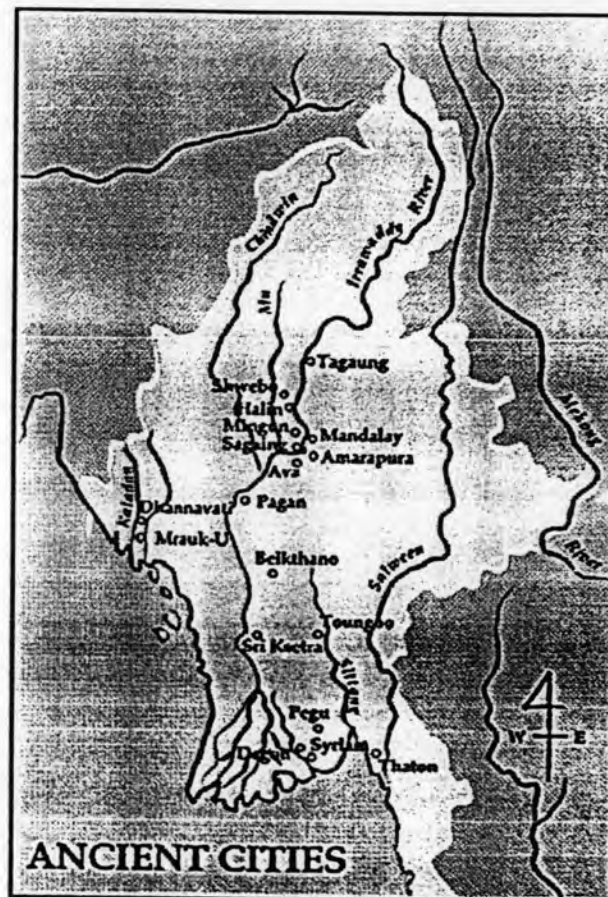 Chindwin
Irrawaddy
River
Mu
Tagaung
Shwebo
Halin
Mingun
Mandalay
Sagaing
Amarapura
Ava
Mekong
River
Kaladan
Dhannavati
Pagan
Mrauk-U
Salween
Beikthano
Toungoo
Sri Ksetra
Sittang
Pegu
Syriam
Dagon
Thaton
W
E
ANCIENT CITIES